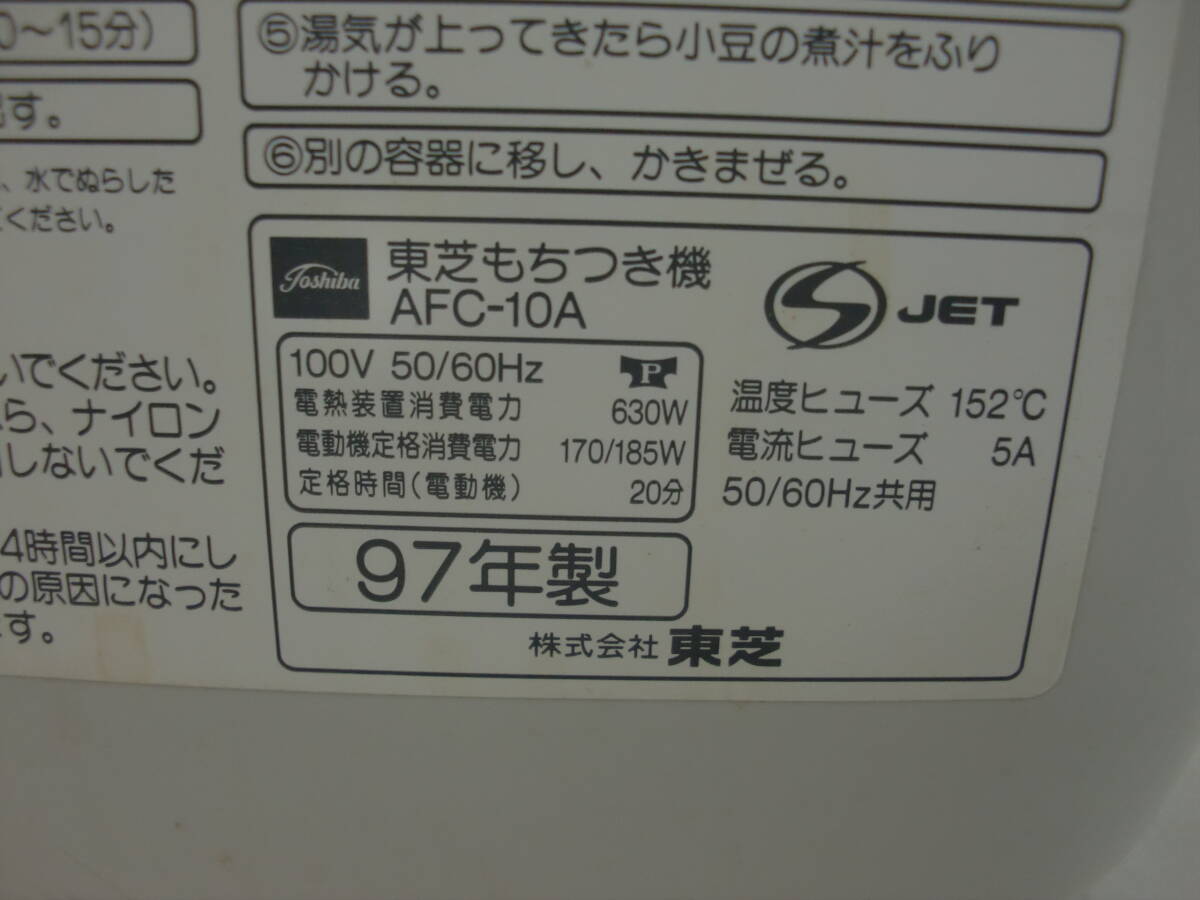 0～15分)
す。
、水でぬらした
ください。
いでください。
ら、ナイロン
しないでくだ
4時間以内にし
の原因になった
す。
⑤湯気が上ってきたら小豆の煮汁をふり
かける。
⑥別の容器に移し、かきまぜる。
Toshiba
東芝もちつき機
AFC-10A
100V 50/60Hz P
電熱装置消費電力 630W
電動機定格消費電力 170/185W
定格時間(電動機) 20分
97年製
S JET
温度ヒューズ 152℃
電流ヒューズ 5A
50/60Hz共用
株式会社 東芝